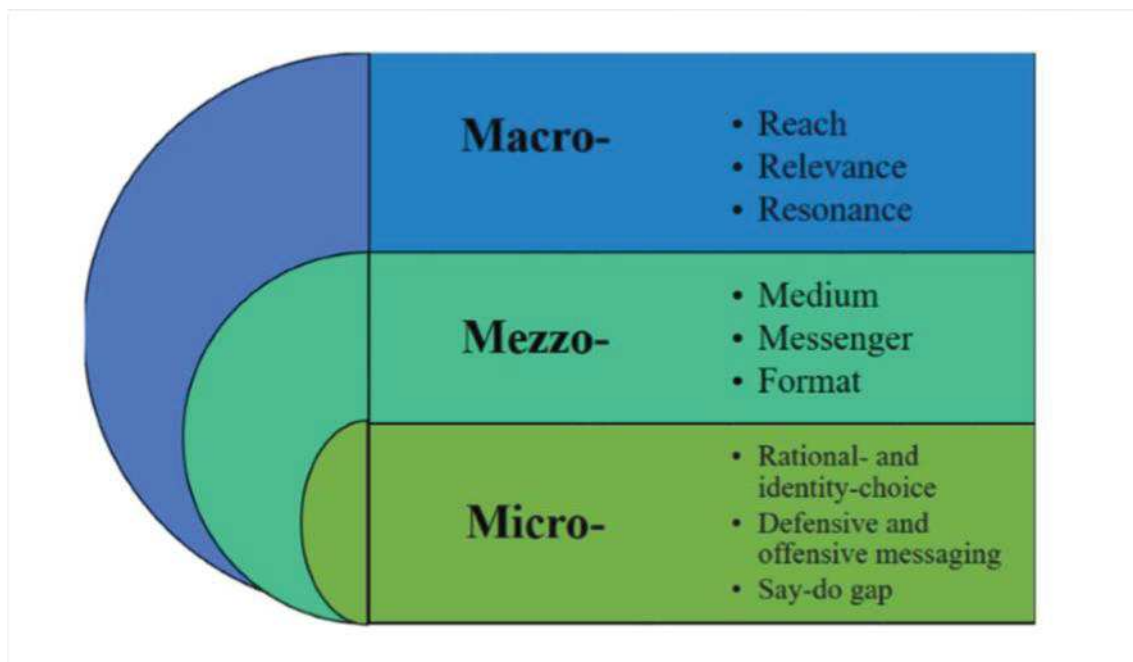 Macro-
• Reach
• Relevance
• Resonance
Mezzo-
• Medium
• Messenger
• Format
Micro-
• Rational- and
identity-choice
• Defensive and
offensive messaging
• Say-do gap